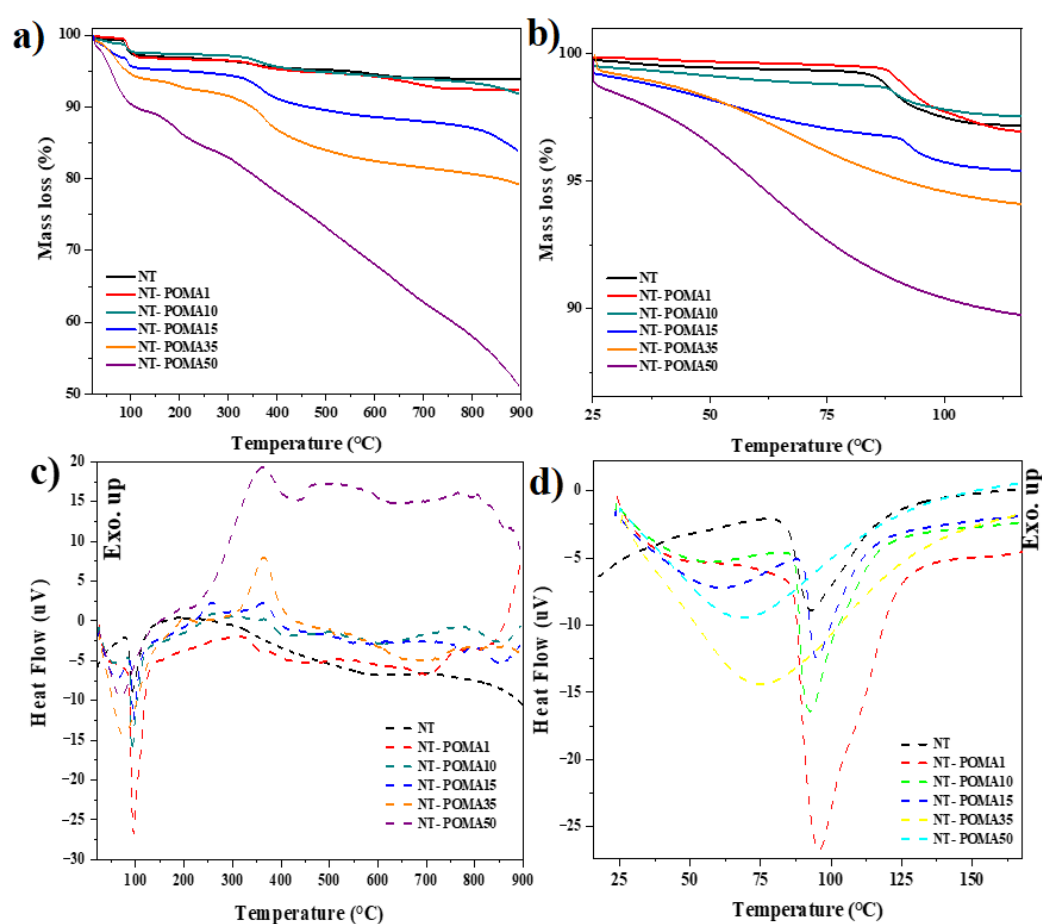 a)
100
90
80
70
60
50
Mass loss (%)
NT
NT- POMA1
NT- POMA10
NT- POMA15
NT- POMA35
NT- POMA50
100 200 300 400 500 600 700 800 900
Temperature (°C)
b)
100
95
90
Mass loss (%)
NT
NT- POMA1
NT- POMA10
NT- POMA15
NT- POMA35
NT- POMA50
25 50 75 100
Temperature (°C)
c)
20
15
10
5
0
−5
−10
−15
−20
−25
−30
Heat Flow (uV)
Exo. up
NT
NT- POMA1
NT- POMA10
NT- POMA15
NT- POMA35
NT- POMA50
100 200 300 400 500 600 700 800 900
Temperature (°C)
d)
0
−5
−10
−15
−20
−25
Heat Flow (uV)
Exo. up
NT
NT- POMA1
NT- POMA10
NT- POMA15
NT- POMA35
NT- POMA50
25 50 75 100 125 150
Temperature (°C)